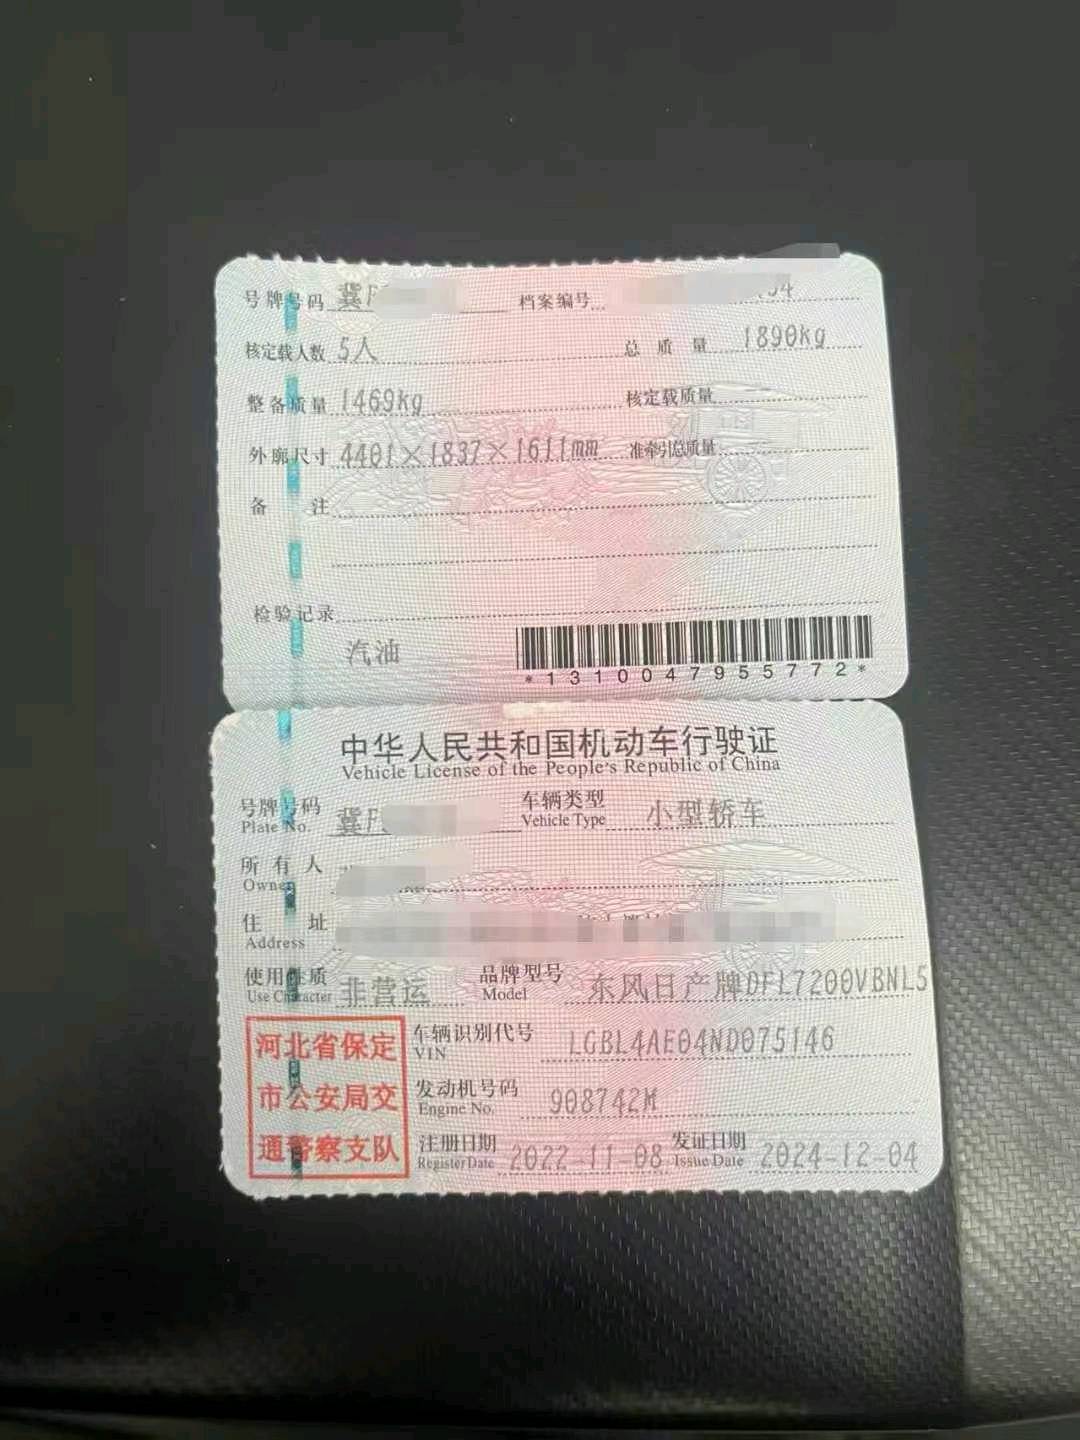 号牌号码 冀F 档案编号
核定载人数 5人 总质量 1890kg
整备质量 1469kg 核定载质量
外廓尺寸 4401×1837×1611mm 准牵引总质量
备注
检验记录
汽油
*1310047955772*
中华人民共和国机动车行驶证
Vehicle License of the People's Republic of China
号牌号码 冀F 车辆类型 小型轿车
Plate No. Vehicle Type
所有人
Owner
住址
Address
使用性质 非营运 品牌型号 东风日产牌DFL7200VBNL5
Use Character Model
河北省保定
市公安局交
通警察支队
车辆识别代号 LGBL4AE04ND075146
VIN
发动机号码 908742M
Engine No.
注册日期 2022-11-08 发证日期 2024-12-04
Register Date Issue Date